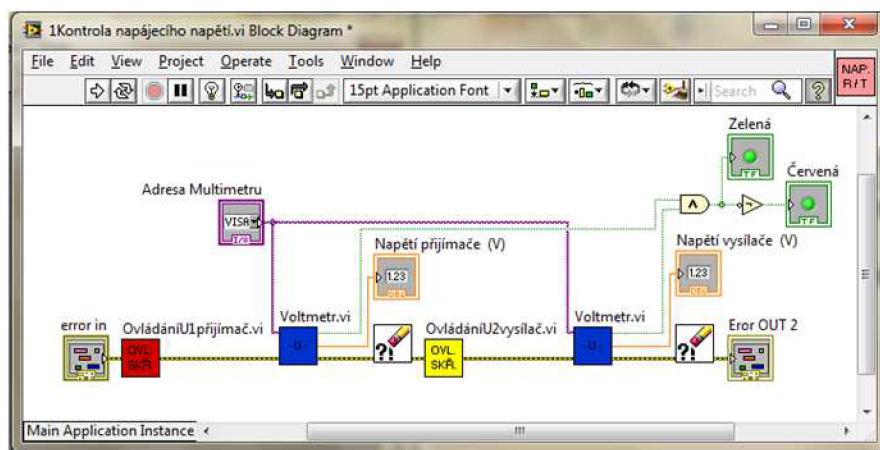 1Kontrola napájecího napětí.vi Block Diagram *
File Edit View Project Operate Tools Window Help
NAP.
R/T
15pt Application Font
Search
Zelená
TF
Červená
TF
Adresa Multimetru
VISA
I/O
Napětí přijímače (V)
1.23
DBL
Napětí vysílače (V)
1.23
DBL
error in
OvládáníU1přijímač.vi
OVL.
SKŘ.
Voltmetr.vi
-U-
?!
OvládáníU2vysílač.vi
OVL.
SKŘ.
Voltmetr.vi
-U-
?!
Eror OUT 2
Main Application Instance